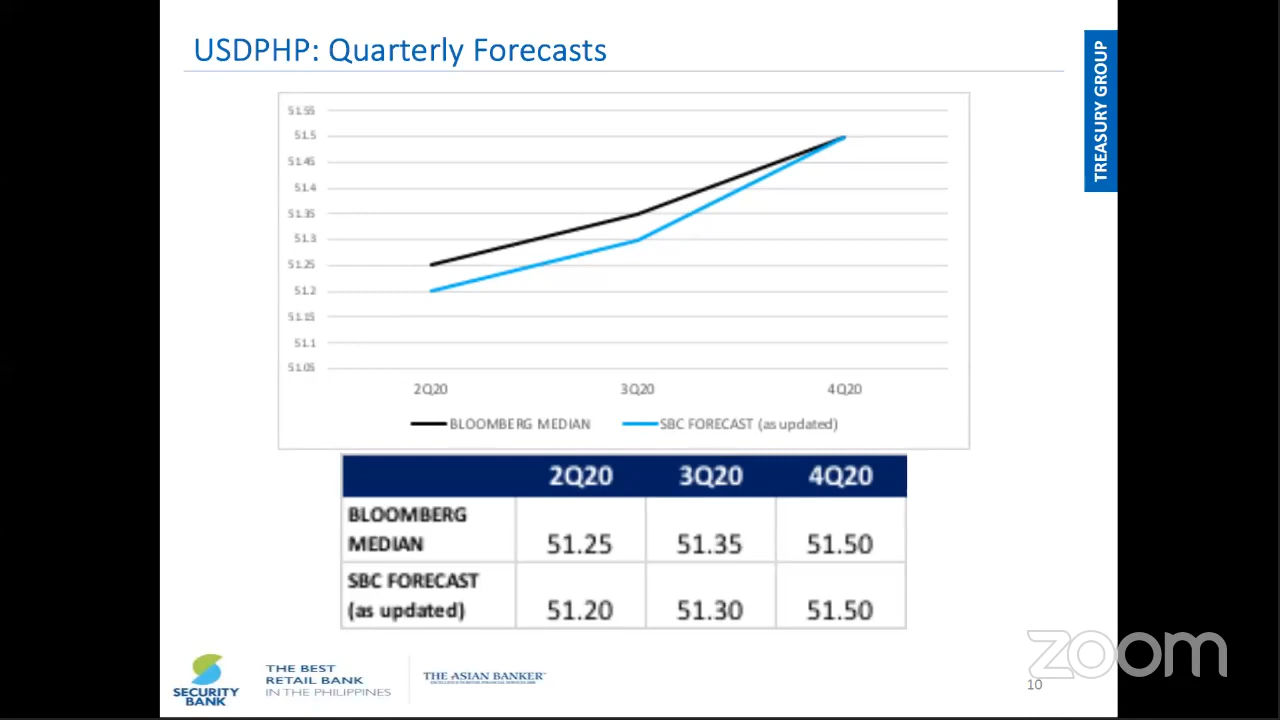 USDPHP: Quarterly Forecasts
TREASURY GROUP
51.55
51.5
51.45
51.4
51.35
51.3
51.25
51.2
51.15
51.1
51.05
2Q20 3Q20 4Q20
BLOOMBERG MEDIAN SBC FORECAST (as updated)
2Q20 3Q20 4Q20
BLOOMBERG
MEDIAN 51.25 51.35 51.50
SBC FORECAST
(as updated) 51.20 51.30 51.50
SECURITY
BANK
THE BEST
RETAIL BANK
IN THE PHILIPPINES
THE ASIAN BANKER
zoom
10